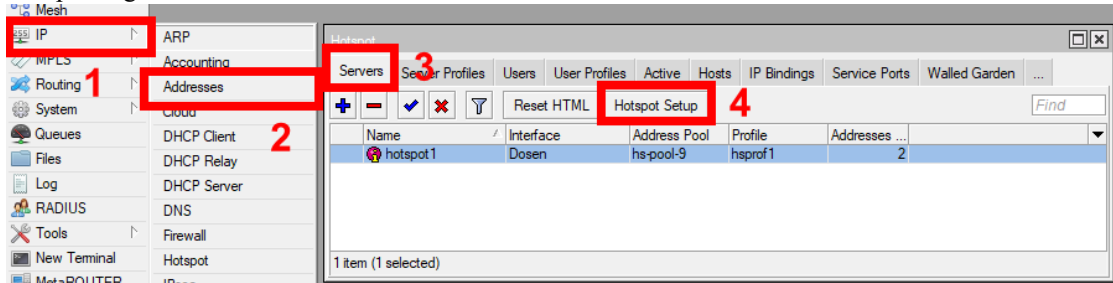 Mesh
IP
MPLS
Routing
System
Queues
Files
Log
RADIUS
Tools
New Terminal
MetaROUTER
1
ARP
Accounting
Addresses
Cloud
DHCP Client
DHCP Relay
DHCP Server
DNS
Firewall
Hotspot
2
Hotspot
Servers Server Profiles Users User Profiles Active Hosts IP Bindings Service Ports Walled Garden ...
3
Reset HTML Hotspot Setup Find
4
Name Interface Address Pool Profile Addresses ...
hotspot1 Dosen hs-pool-9 hsprof1 2
1 item (1 selected)